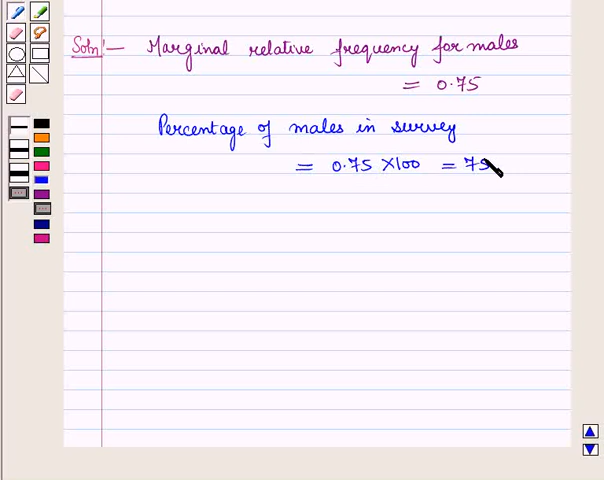 Soln:- Marginal relative frequency for males
= 0.75
Percentage of males in survey
= 0.75 × 100 = 75